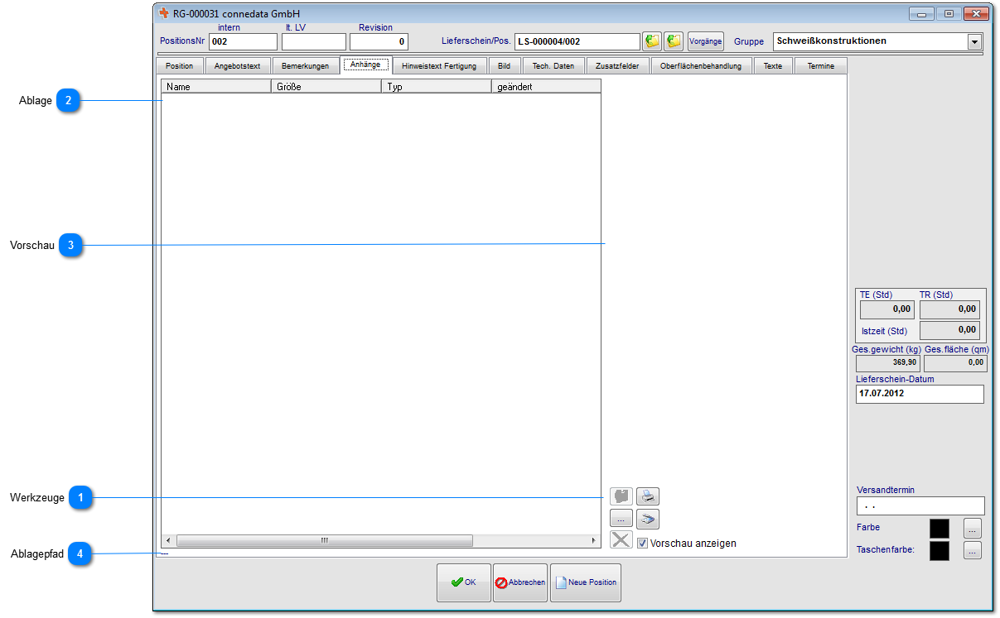 RG-000031 connedata GmbH
intern lt. LV Revision
PositionsNr 002 0 Lieferschein/Pos. LS-000004/002 Vorgänge Gruppe Schweißkonstruktionen
Position Angebotstext Bemerkungen Anhänge Hinweistext Fertigung Bild Tech. Daten Zusatzfelder Oberflächenbehandlung Texte Termine
Name Größe Typ geändert
Ablage 2
Vorschau 3
TE (Std) TR (Std)
0,00 0,00
Istzeit (Std) 0,00
Ges.gewicht (kg) Ges.fläche (qm)
369,90 0,00
Lieferschein-Datum
17.07.2012
Werkzeuge 1
Versandtermin
. .
...
Farbe ...
Vorschau anzeigen
Taschenfarbe: ...
Ablagepfad 4
---
OK Abbrechen Neue Position